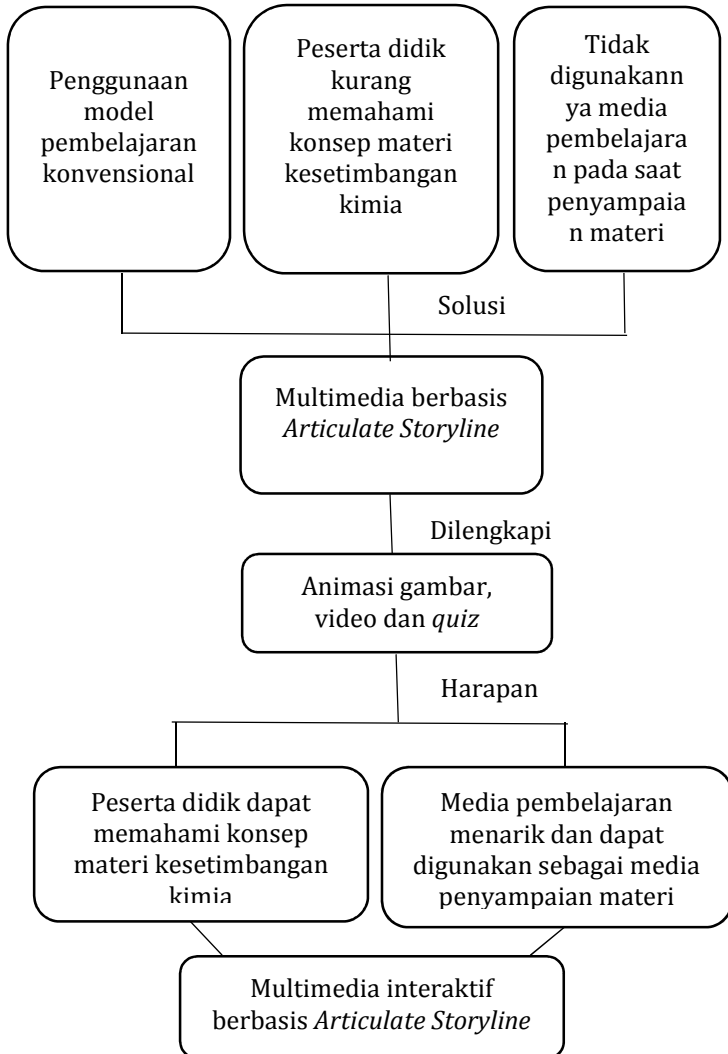 Penggunaan
model
pembelajaran
konvensional
Peserta didik
kurang
memahami
konsep materi
kesetimbangan
kimia
Tidak
digunakann
ya media
pembelajara
n pada saat
penyampaia
n materi
Solusi
Multimedia berbasis
Articulate Storyline
Dilengkapi
Animasi gambar,
video dan quiz
Harapan
Peserta didik dapat
memahami konsep
materi kesetimbangan
kimia
Media pembelajaran
menarik dan dapat
digunakan sebagai media
penyampaian materi
Multimedia interaktif
berbasis Articulate Storyline